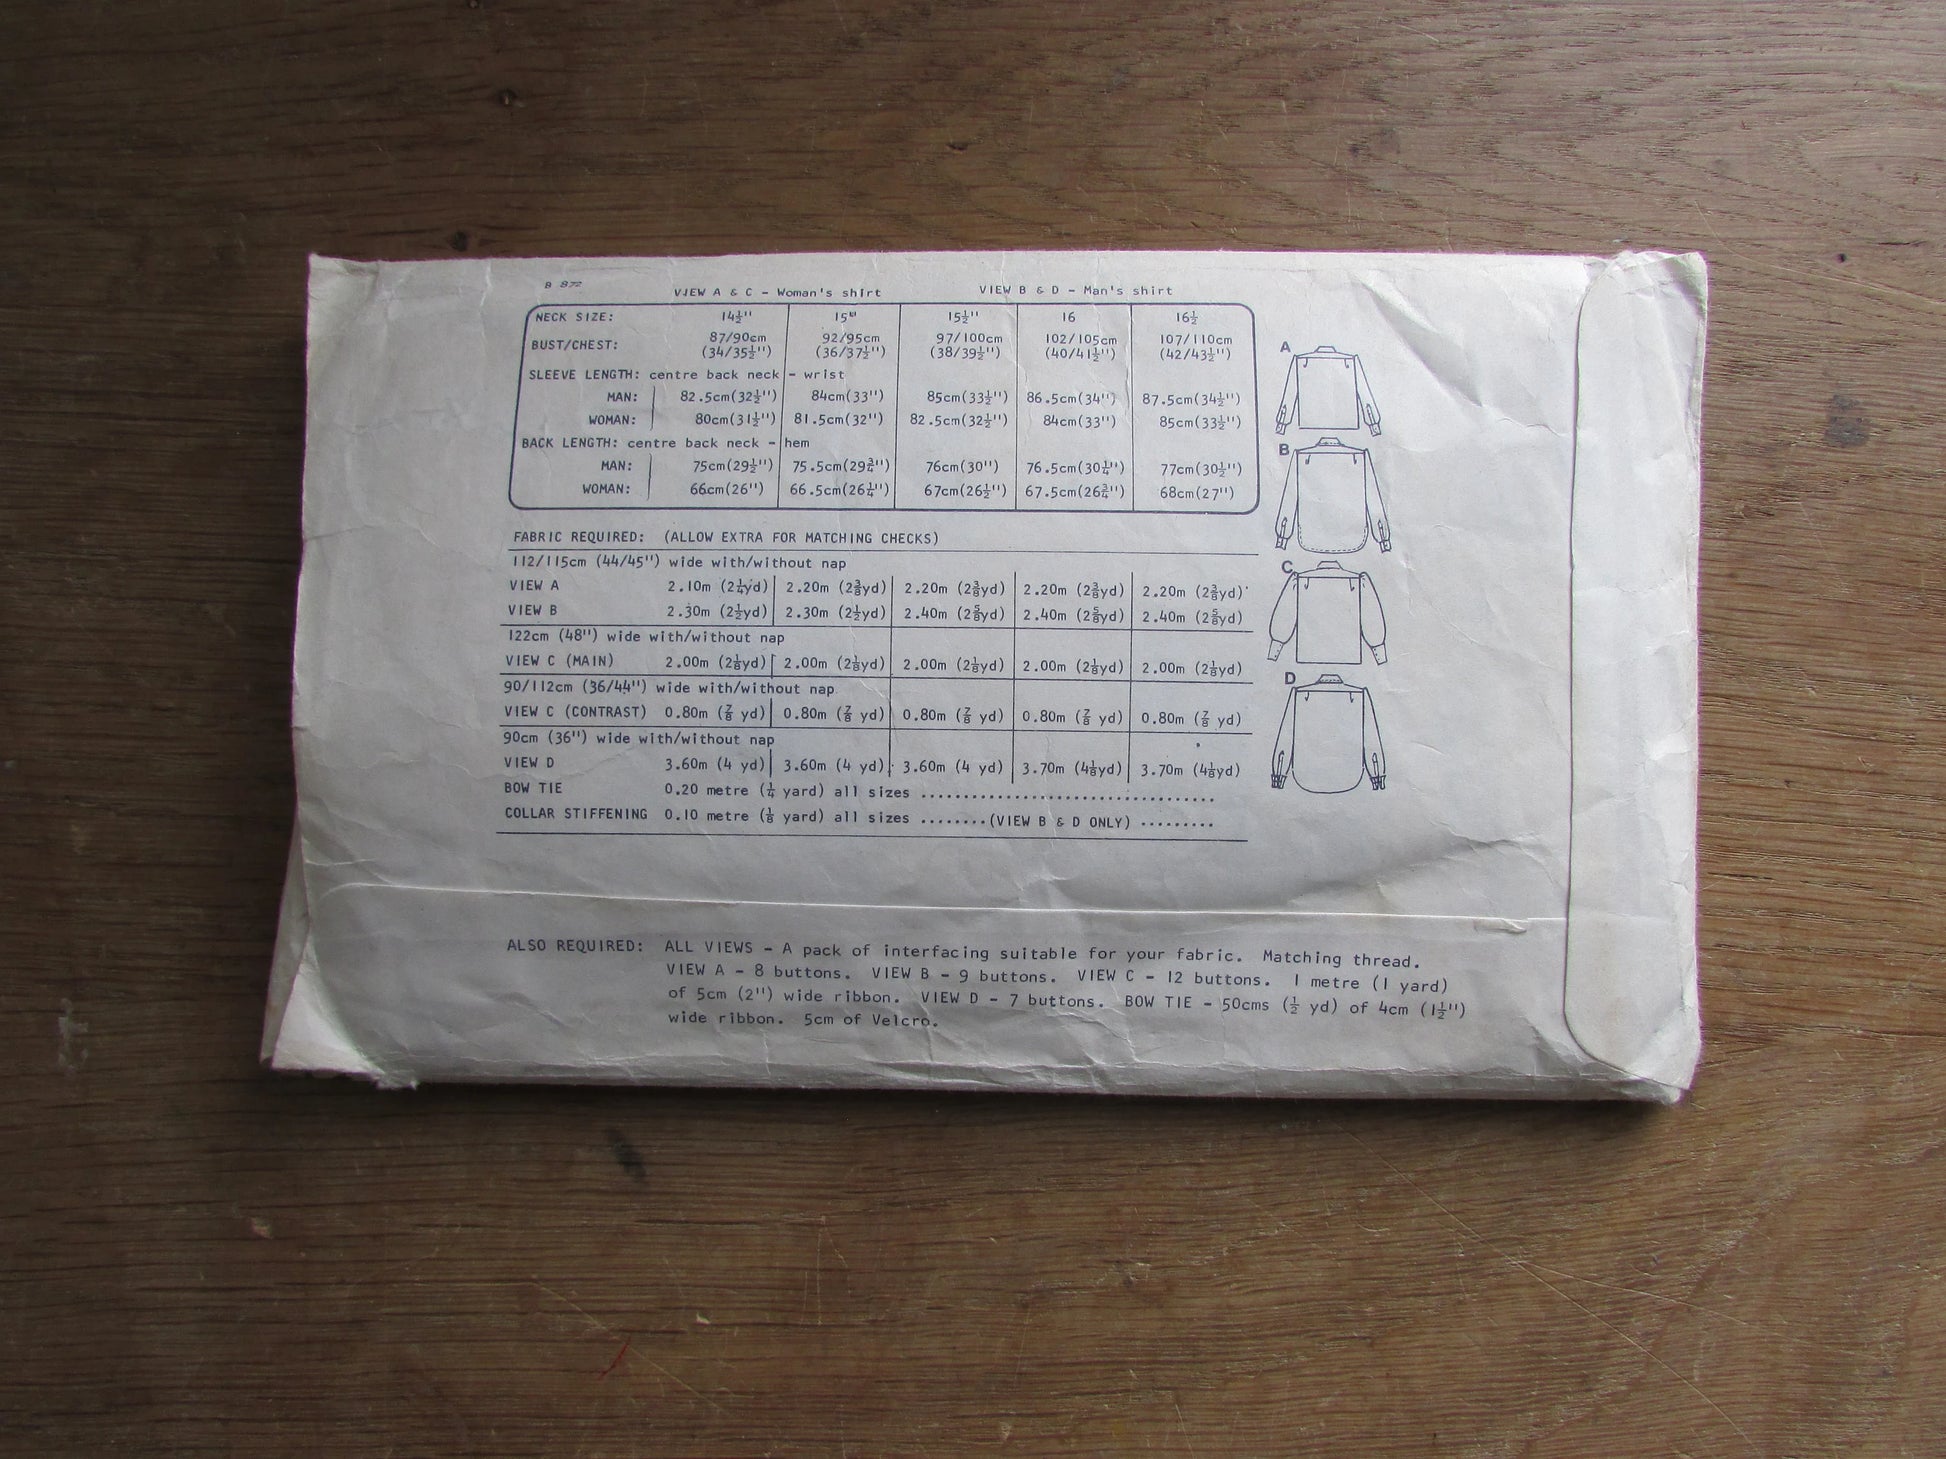 8 872
VIEW A & C - Woman's shirt VIEW B & D - Man's shirt
NECK SIZE: 14½" 15" 15½" 16 16½
BUST/CHEST: 87/90cm 92/95cm 97/100cm 102/105cm 107/110cm
(34/35½") (36/37½") (38/39½") (40/41½") (42/43½")
SLEEVE LENGTH: centre back neck - wrist
MAN: 82.5cm(32½") 84cm(33") 85cm(33½") 86.5cm(34") 87.5cm(34½")
WOMAN: 80cm(31½") 81.5cm(32") 82.5cm(32½") 84cm(33") 85cm(33½")
BACK LENGTH: centre back neck - hem
MAN: 75cm(29½") 75.5cm(29¾") 76cm(30") 76.5cm(30¼") 77cm(30½")
WOMAN: 66cm(26") 66.5cm(26¼") 67cm(26½") 67.5cm(26¾") 68cm(27")
FABRIC REQUIRED: (ALLOW EXTRA FOR MATCHING CHECKS)
112/115cm (44/45") wide with/without nap
VIEW A 2.10m (2¼yd) 2.20m (2⅜yd) 2.20m (2⅜yd) 2.20m (2⅜yd) 2.20m (2⅜yd)
VIEW B 2.30m (2½yd) 2.30m (2½yd) 2.40m (2⅝yd) 2.40m (2⅝yd) 2.40m (2⅝yd)
122cm (48") wide with/without nap
VIEW C (MAIN) 2.00m (2⅛yd) 2.00m (2⅛yd) 2.00m (2⅛yd) 2.00m (2⅛yd) 2.00m (2⅛yd)
90/112cm (36/44") wide with/without nap
VIEW C (CONTRAST) 0.80m (⅞ yd) 0.80m (⅞ yd) 0.80m (⅞ yd) 0.80m (⅞ yd) 0.80m (⅞ yd)
90cm (36") wide with/without nap
VIEW D 3.60m (4 yd) 3.60m (4 yd) 3.60m (4 yd) 3.70m (4⅛yd) 3.70m (4⅛yd)
BOW TIE 0.20 metre (¼ yard) all sizes ..................................
COLLAR STIFFENING 0.10 metre (⅛ yard) all sizes ........(VIEW B & D ONLY) .........
A
B
C
D
ALSO REQUIRED: ALL VIEWS - A pack of interfacing suitable for your fabric. Matching thread.
VIEW A - 8 buttons. VIEW B - 9 buttons. VIEW C - 12 buttons. 1 metre (1 yard)
of 5cm (2") wide ribbon. VIEW D - 7 buttons. BOW TIE - 50cms (½ yd) of 4cm (1½")
wide ribbon. 5cm of Velcro.